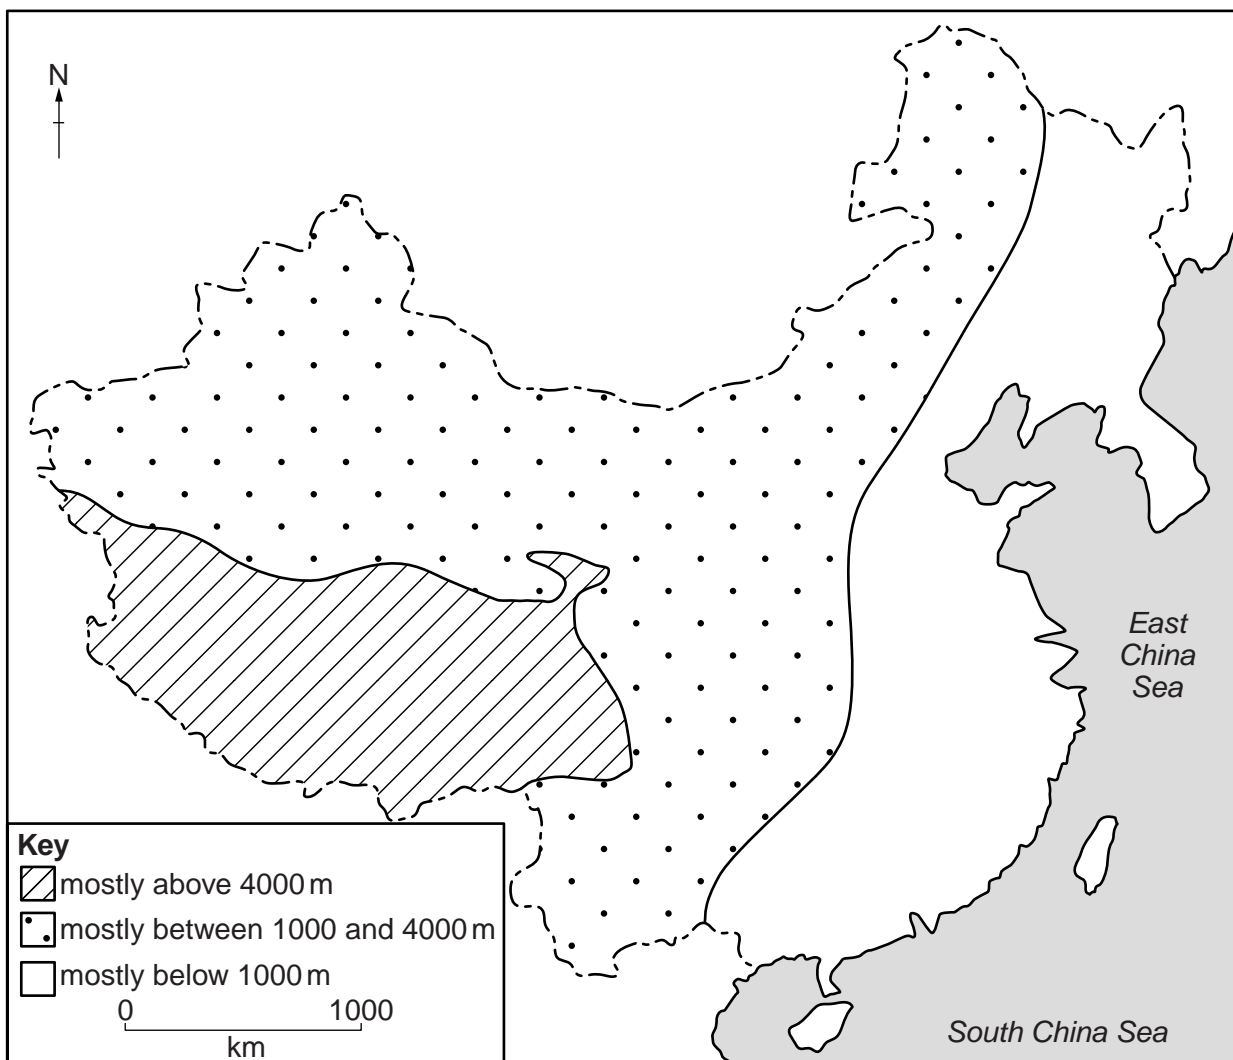 N
East
China
Sea
Key
mostly above 4000 m
mostly between 1000 and 4000 m
mostly below 1000 m
0 1000
km
South China Sea